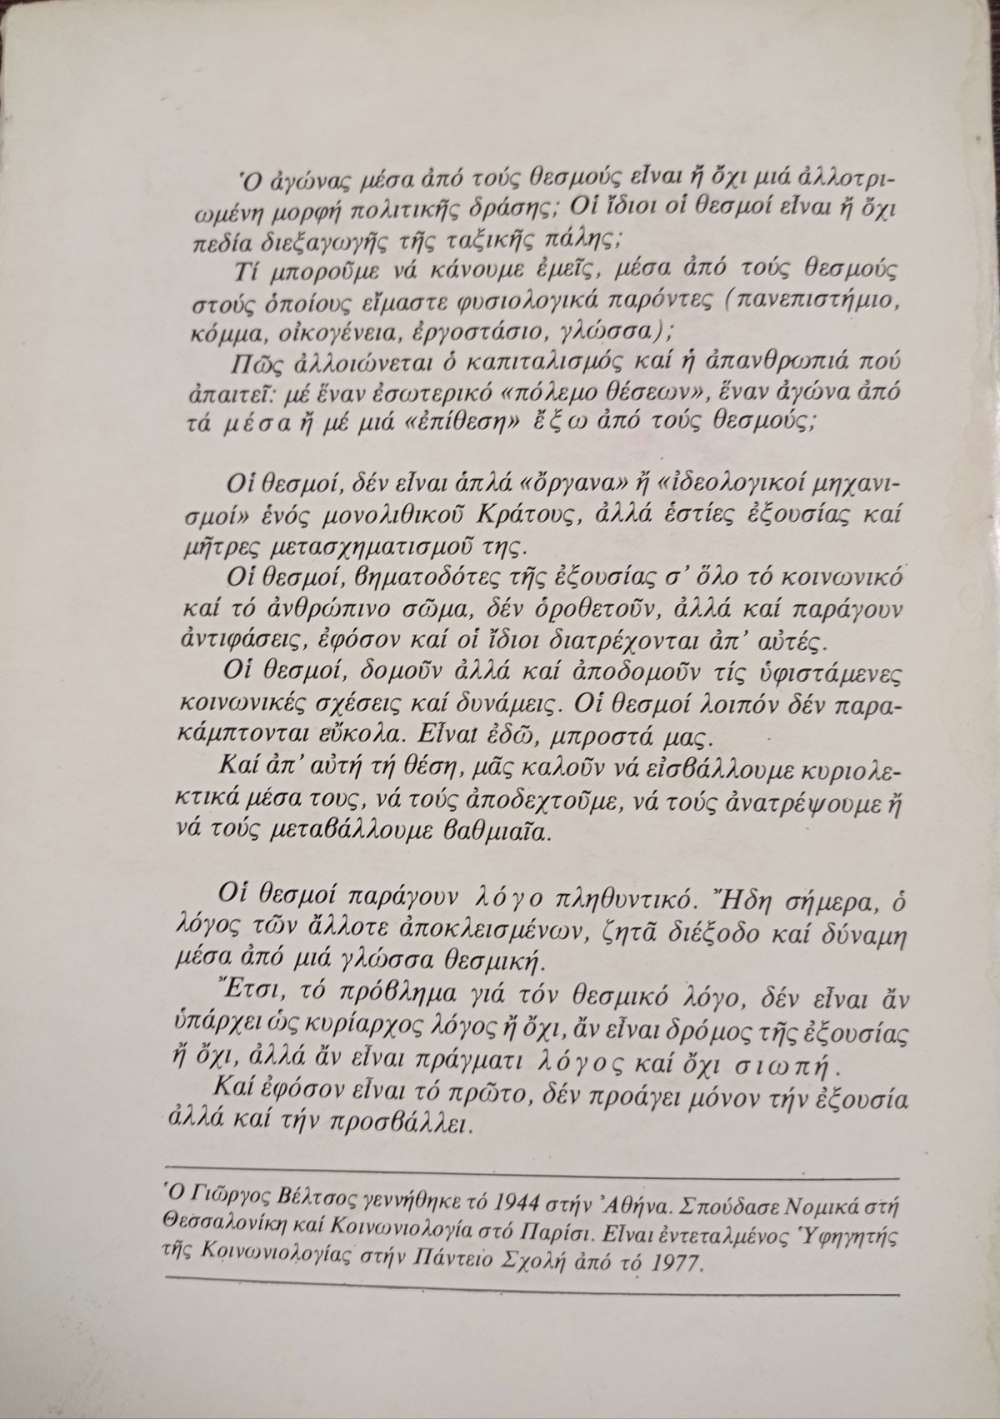 Ὁ ἀγώνας μέσα ἀπό τούς θεσμούς εἶναι ἤ ὄχι μιά ἀλλοτρι-
ωμένη μορφή πολιτικῆς δράσης; Οἱ ἴδιοι οἱ θεσμοί εἶναι ἤ ὄχι
πεδία διεξαγωγῆς τῆς ταξικῆς πάλης;
Τί μποροῦμε νά κάνουμε ἐμεῖς, μέσα ἀπό τούς θεσμούς
στούς ὁποίους εἴμαστε φυσιολογικά παρόντες (πανεπιστήμιο,
κόμμα, οἰκογένεια, ἐργοστάσιο, γλώσσα);
Πῶς ἀλλοιώνεται ὁ καπιταλισμός καί ἡ ἀπανθρωπιά πού
ἀπαιτεῖ: μέ ἕναν ἐσωτερικό «πόλεμο θέσεων», ἕναν ἀγώνα ἀπό
τά μέσα ἤ μέ μιά «ἐπίθεση» ἔξω ἀπό τούς θεσμούς;
Οἱ θεσμοί, δέν εἶναι ἁπλά «ὄργανα» ἤ «ἰδεολογικοί μηχανι-
σμοί» ἑνός μονολιθικοῦ Κράτους, ἀλλά ἑστίες ἐξουσίας καί
μῆτρες μετασχηματισμοῦ της.
Οἱ θεσμοί, βηματοδότες τῆς ἐξουσίας σ' ὅλο τό κοινωνικό
καί τό ἀνθρώπινο σῶμα, δέν ὁροθετοῦν, ἀλλά καί παράγουν
ἀντιφάσεις, ἐφόσον καί οἱ ἴδιοι διατρέχονται ἀπ' αὐτές.
Οἱ θεσμοί, δομοῦν ἀλλά καί ἀποδομοῦν τίς ὑφιστάμενες
κοινωνικές σχέσεις καί δυνάμεις. Οἱ θεσμοί λοιπόν δέν παρα-
κάμπτονται εὔκολα. Εἶναι ἐδῶ, μπροστά μας.
Καί ἀπ' αὐτή τή θέση, μᾶς καλοῦν νά εἰσβάλλουμε κυριολε-
κτικά μέσα τους, νά τούς ἀποδεχτοῦμε, νά τούς ἀνατρέψουμε ἤ
νά τούς μεταβάλλουμε βαθμιαῖα.
Οἱ θεσμοί παράγουν λόγο πληθυντικό. Ἤδη σήμερα, ὁ
λόγος τῶν ἄλλοτε ἀποκλεισμένων, ζητᾶ διέξοδο καί δύναμη
μέσα ἀπό μιά γλώσσα θεσμική.
Ἔτσι, τό πρόβλημα γιά τόν θεσμικό λόγο, δέν εἶναι ἄν
ὑπάρχει ὡς κυρίαρχος λόγος ἤ ὄχι, ἄν εἶναι δρόμος τῆς ἐξουσίας
ἤ ὄχι, ἀλλά ἄν εἶναι πράγματι λόγος καί ὄχι σιωπή.
Καί ἐφόσον εἶναι τό πρῶτο, δέν προάγει μόνον τήν ἐξουσία
ἀλλά καί τήν προσβάλλει.
Ὁ Γιῶργος Βέλτσος γεννήθηκε τό 1944 στήν Ἀθήνα. Σπούδασε Νομικά στή
Θεσσαλονίκη καί Κοινωνιολογία στό Παρίσι. Εἶναι ἐντεταλμένος Ὑφηγητής
τῆς Κοινωνιολογίας στήν Πάντειο Σχολή ἀπό τό 1977.